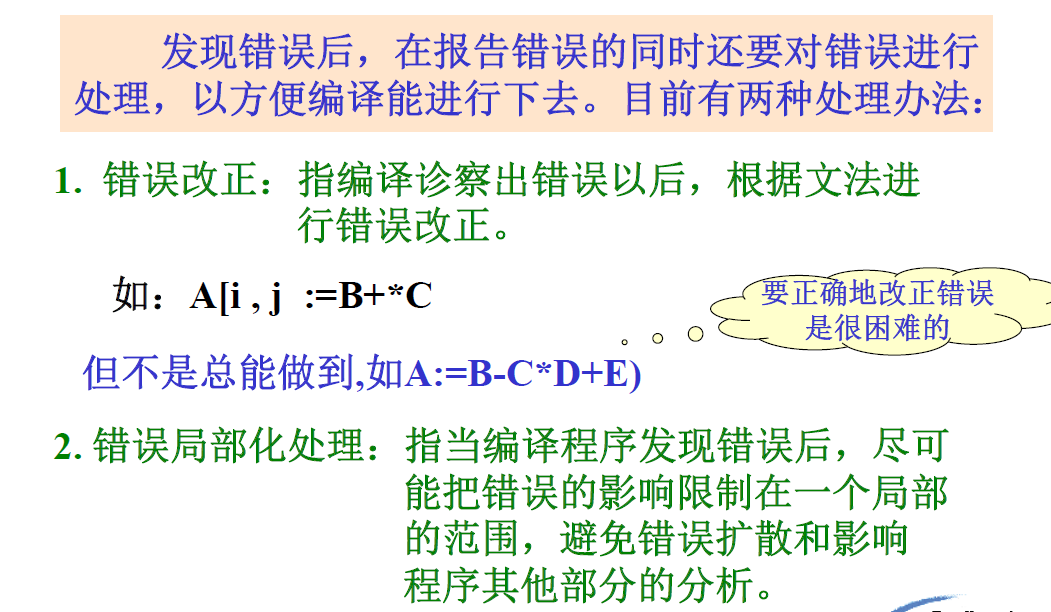 发现错误后，在报告错误的同时还要对错误进行
处理，以方便编译能进行下去。目前有两种处理办法：
1. 错误改正：指编译诊察出错误以后，根据文法进
行错误改正。
如：A[i , j :=B+*C
要正确地改正错误
是很困难的
但不是总能做到,如A:=B-C*D+E)
2. 错误局部化处理：指当编译程序发现错误后，尽可
能把错误的影响限制在一个局部
的范围，避免错误扩散和影响
程序其他部分的分析。